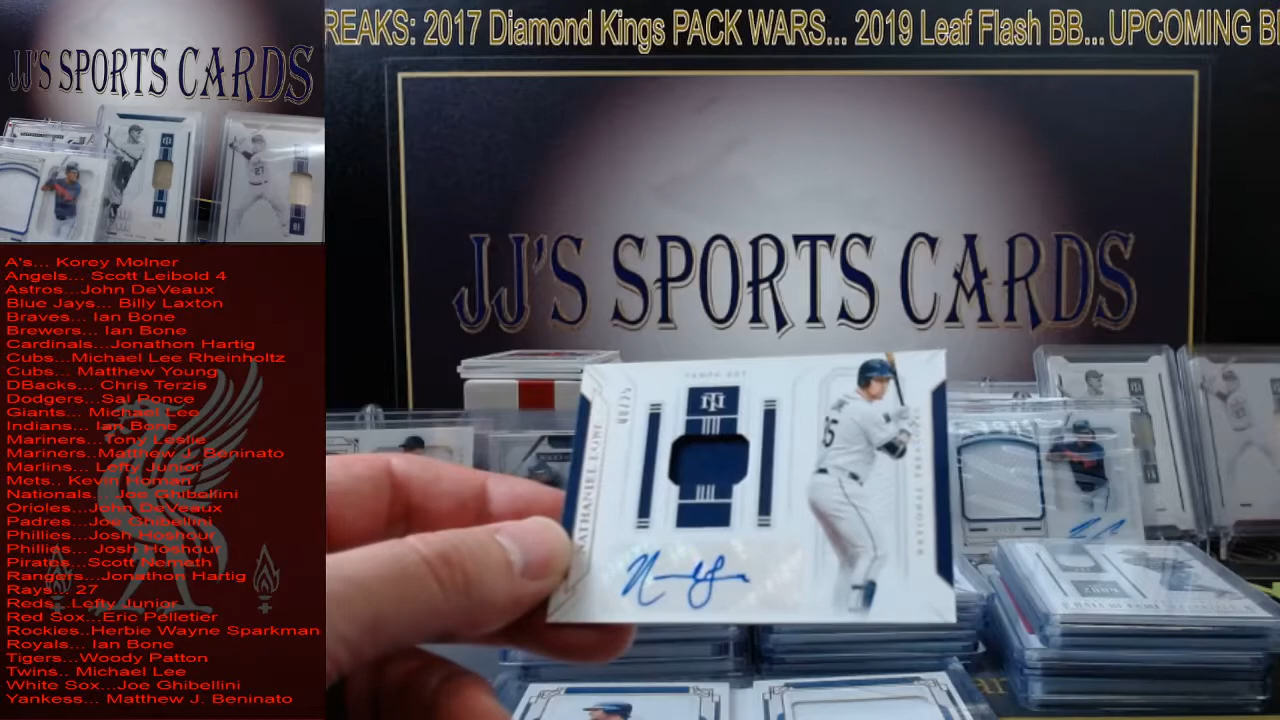 REAKS: 2017 Diamond Kings PACK WARS... 2019 Leaf Flash BB... UPCOMING B
JJ'S SPORTS CARDS
JJ'S SPORTS CARDS
A's... Korey Molner
Angels... Scott Leibold 4
Astros...John DeVeaux
Blue Jays... Billy Laxton
Braves... Ian Bone
Brewers... Ian Bone
Cardinals...Jonathon Hartig
Cubs...Michael Lee Rheinholtz
Cubs... Matthew Young
DBacks... Chris Terzis
Dodgers...Sal Ponce
Giants... Michael Lee
Indians... Ian Bone
Mariners...Tony Leslie
Mariners..Matthew J. Beninato
Marlins... Lefty Junior
Mets.. Kevin Homan
Nationals... Joe Ghibellini
Orioles...John DeVeaux
Padres...Joe Ghibellini
Phillies...Josh Hoshour
Phillies... Josh Hoshour
Pirates...Scott Nemeth
Rangers...Jonathon Hartig
Rays... 27
Reds..Lefty Junior
Red Sox...Eric Pelletier
Rockies..Herbie Wayne Sparkman
Royals... Ian Bone
Tigers...Woody Patton
Twins.. Michael Lee
White Sox...Joe Ghibellini
Yankess... Matthew J. Beninato
TAMPA BAY
NATHANIEL LOWE
NATIONAL TREASURES